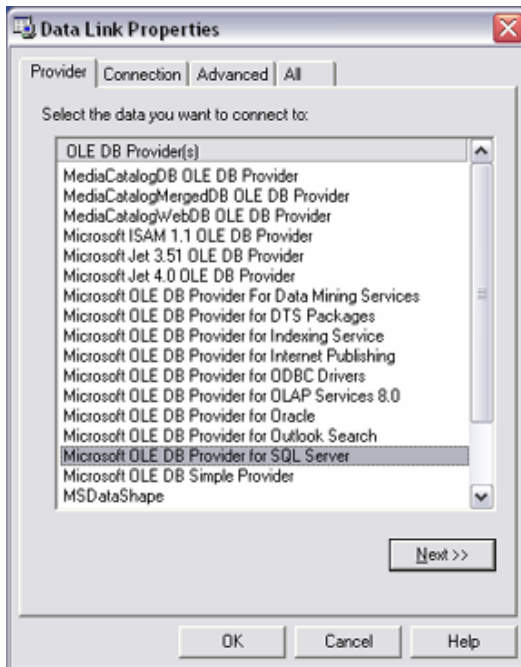 Data Link Properties
Provider Connection Advanced All
Select the data you want to connect to:
OLE DB Provider(s)
MediaCatalogDB OLE DB Provider
MediaCatalogMergedDB OLE DB Provider
MediaCatalogWebDB OLE DB Provider
Microsoft ISAM 1.1 OLE DB Provider
Microsoft Jet 3.51 OLE DB Provider
Microsoft Jet 4.0 OLE DB Provider
Microsoft OLE DB Provider For Data Mining Services
Microsoft OLE DB Provider for DTS Packages
Microsoft OLE DB Provider for Indexing Service
Microsoft OLE DB Provider for Internet Publishing
Microsoft OLE DB Provider for ODBC Drivers
Microsoft OLE DB Provider for OLAP Services 8.0
Microsoft OLE DB Provider for Oracle
Microsoft OLE DB Provider for Outlook Search
Microsoft OLE DB Provider for SQL Server
Microsoft OLE DB Simple Provider
MSDataShape
Next >>
OK Cancel Help